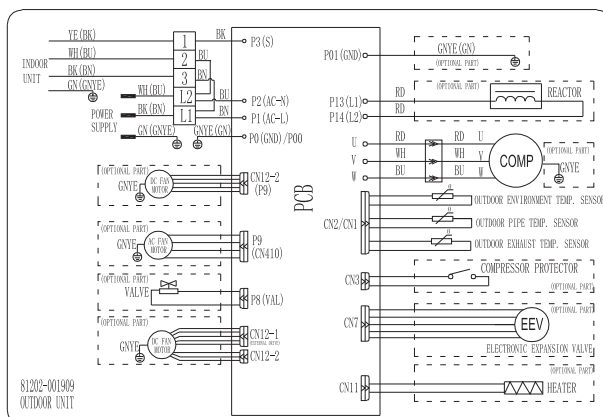 YE(BK)
WH(BU)
BK(BN)
GN(GNYE)
INDOOR
UNIT
1
2
3
L2
L1
BK
BU
BN
BU
BN
WH(BU)
BK(BN)
GN(GNYE)
POWER
SUPPLY
GNYE(GN)
P3(S)
P2(AC-N)
P1(AC-L)
P0(GND)/P00
PCB
(OPTIONAL PART)
GNYE
DC FAN
MOTOR
CN12-2
(P9)
(OPTIONAL PART)
GNYE
AC FAN
MOTOR
P9
(CN410)
(OPTIONAL PART)
VALVE
P8(VAL)
(OPTIONAL PART)
GNYE
DC FAN
MOTOR
CN12-1
(EXTERNAL DRIVE)
CN12-2
81202-001909
OUTDOOR UNIT
P01(GND)
GNYE(GN)
(OPTIONAL PART)
(OPTIONAL PART)
REACTOR
P13(L1)
RD
P14(L2)
RD
U
RD
RD
U
V
WH
WH
V
W
BU
BU
W
COMP
(OPTIONAL PART)
GNYE
θ
OUTDOOR ENVIRONMENT TEMP. SENSOR
CN2/CN1
θ
OUTDOOR PIPE TEMP. SENSOR
θ
OUTDOOR EXHAUST TEMP. SENSOR
CN3
COMPRESSOR PROTECTOR
(OPTIONAL PART)
(OPTIONAL PART)
CN7
EEV
ELECTRONIC EXPANSION VALVE
(OPTIONAL PART)
CN11
HEATER